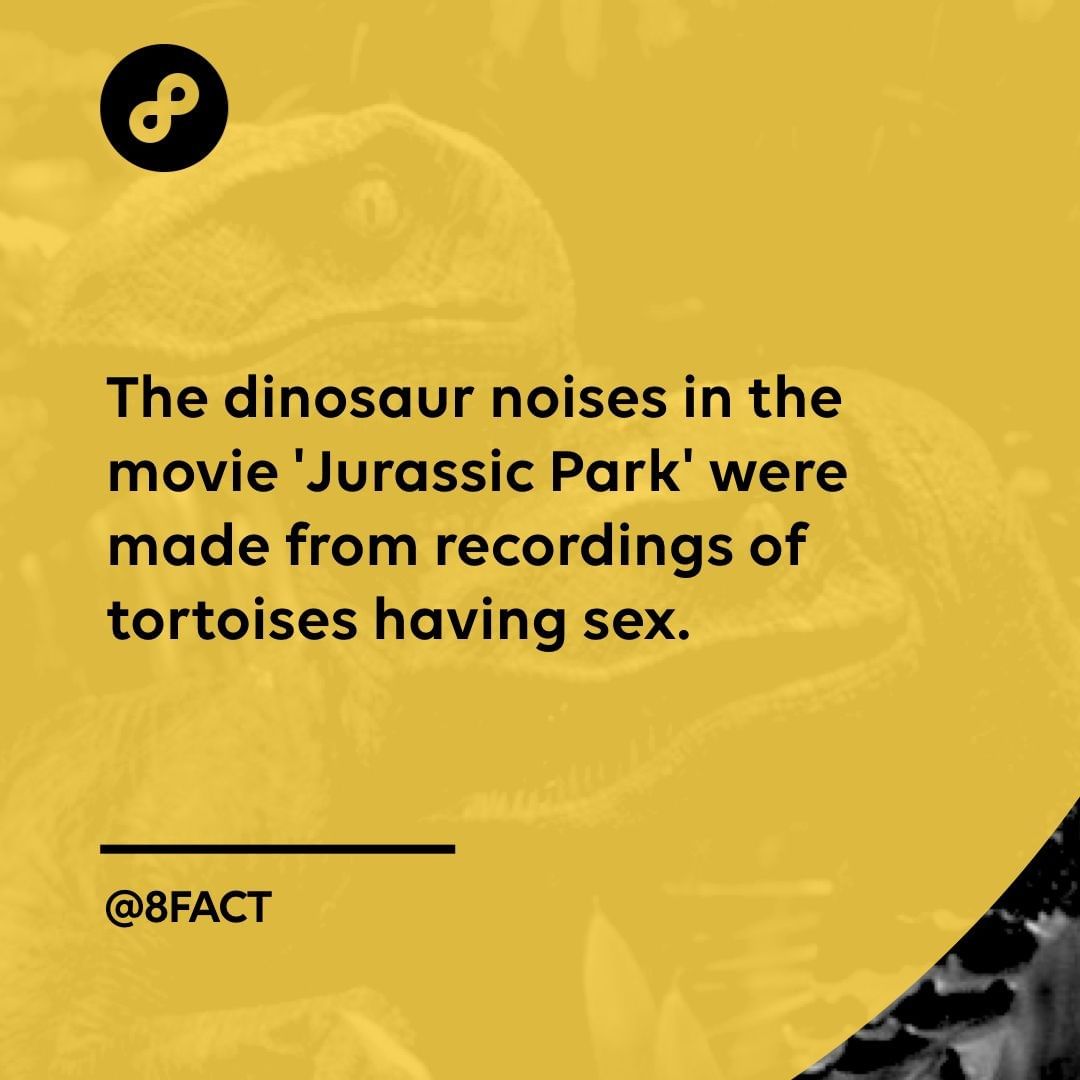 The dinosaur noises in the
movie 'Jurassic Park' were
made from recordings of
tortoises having sex.
@8FACT